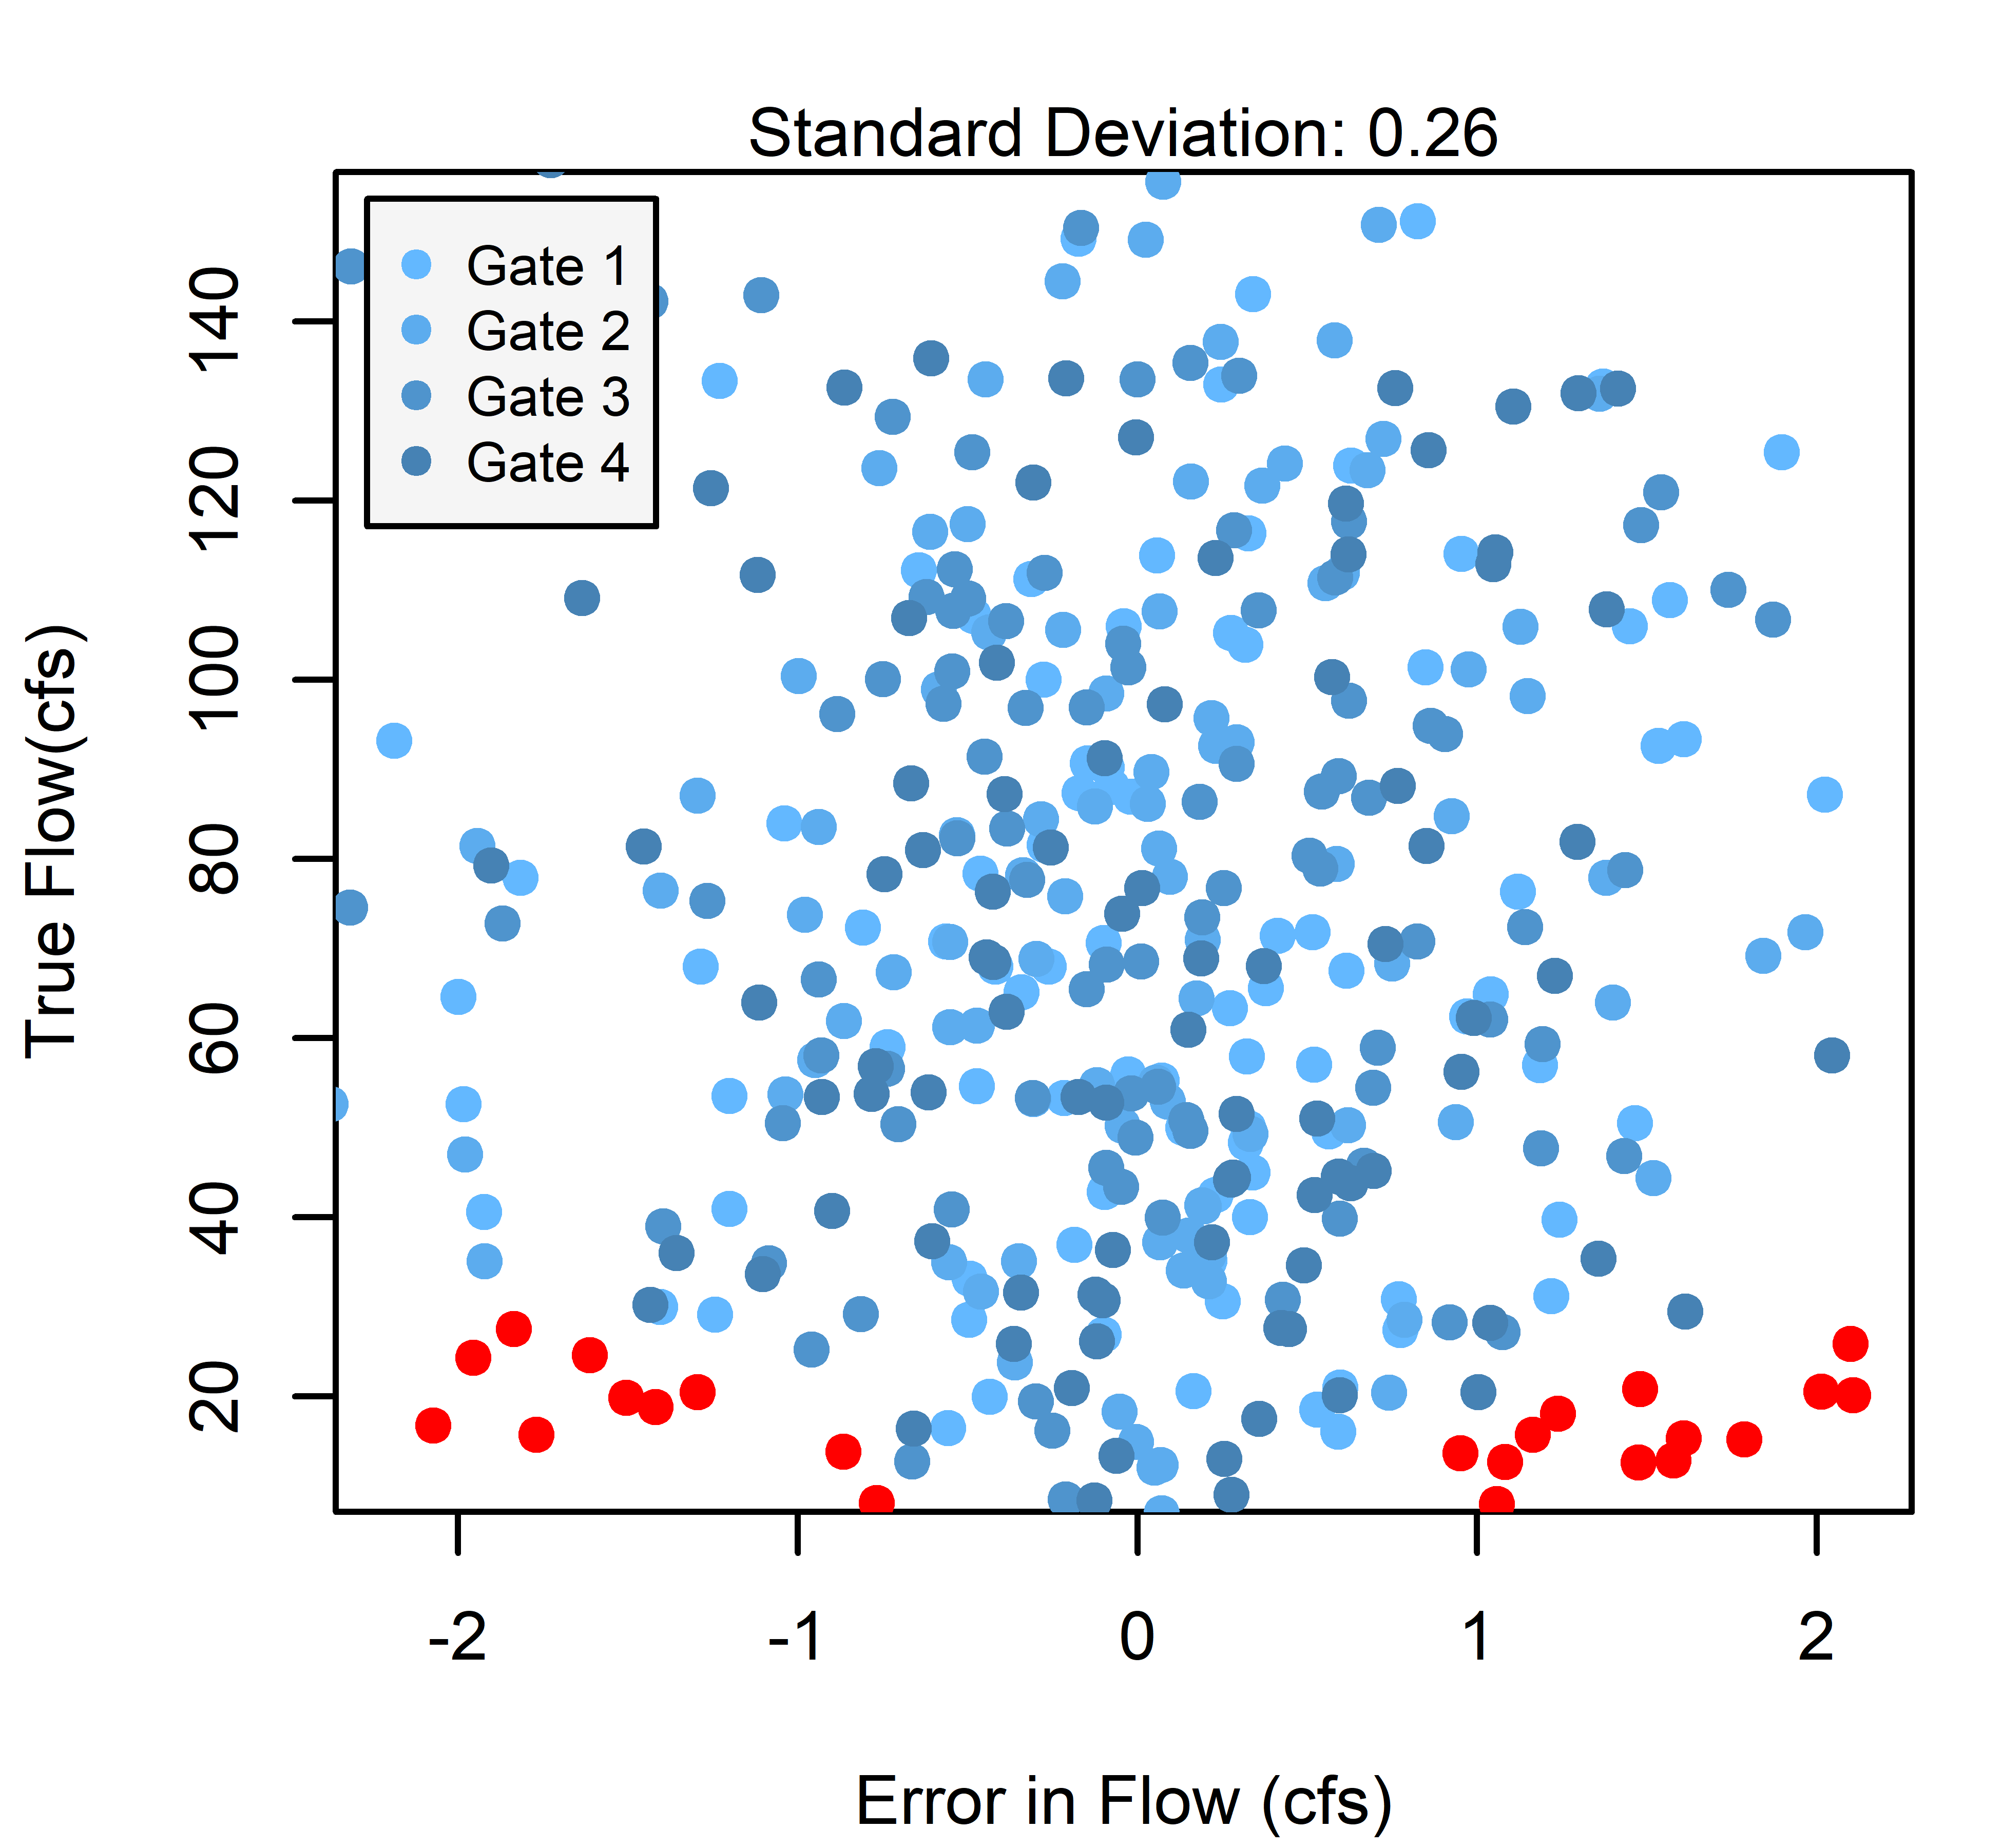 Standard Deviation: 0.26
Gate 1
Gate 2
Gate 3
Gate 4
True Flow(cfs)
140
120
100
80
60
40
20
-2 -1 0 1 2
Error in Flow (cfs)